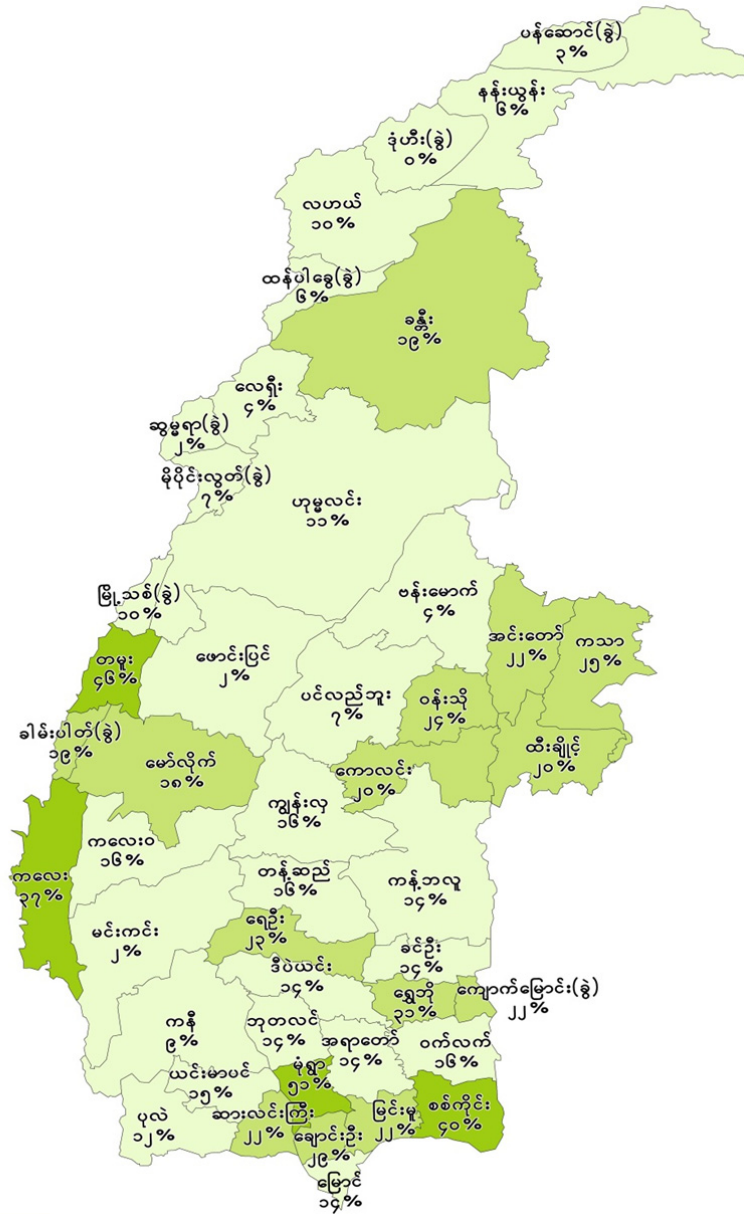 ပန်ဆောင်(ခွဲ)
၃%
နန်းယွန်း
၆%
ဒုံဟီး(ခွဲ)
၀%
လဟယ်
၁၀%
ထန်ပါခွေ(ခွဲ)
၆%
ခန္တီး
၁၉%
လေရှီး
၄%
ဆွမ္မရာ(ခွဲ)
၂%
မိုပိုင်းလွတ်(ခွဲ)
၇%
ဟုမ္မလင်း
၁၁%
ဗန်းမောက်
၄%
မြို့သစ်(ခွဲ)
၁၀%
အင်းတော်
၂၂%
ကသာ
၂၅%
တမူး
၄၆%
ဖောင်းပြင်
၂%
ပင်လည်ဘူး
၇%
ဝန်းသို
၂၄%
ခါမ်းပါတ်(ခွဲ)
၁၉%
မော်လိုက်
၁၈%
ကောလင်း
၂၀%
ထီးချိုင့်
၂၀%
ကျွန်းလှ
၁၆%
ကလေးဝ
၁၆%
ကလေး
၃၇%
တန့်ဆည်
၁၆%
ကန့်ဘလူ
၁၄%
မင်းကင်း
၂%
ရေဦး
၂၃%
ခင်ဦး
၁၄%
ဒီပဲယင်း
၁၄%
ရွှေဘို
၃၁%
ကျောက်မြောင်း(ခွဲ)
၂၂%
ကနီ
၉%
ဘုတလင်
၁၄%
အရာတော်
၁၄%
ဝက်လက်
၁၆%
ယင်းမာပင်
၁၅%
မုံရွာ
၅၁%
ပုလဲ
၁၂%
ဆားလင်းကြီး
၂၂%
ချောင်းဦး
၂၉%
မြင်းမူ
၂၂%
စစ်ကိုင်း
၄၀%
မြောင်
၁၄%